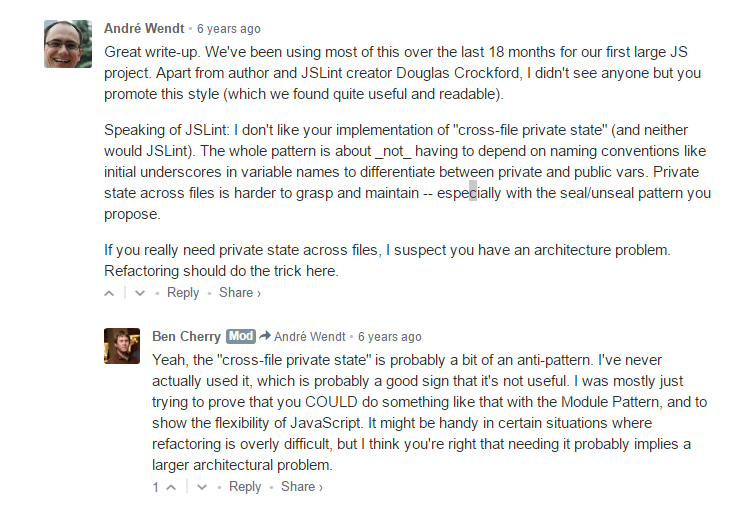 André Wendt • 6 years ago
Great write-up. We've been using most of this over the last 18 months for our first large JS
project. Apart from author and JSLint creator Douglas Crockford, I didn't see anyone but you
promote this style (which we found quite useful and readable).
Speaking of JSLint: I don't like your implementation of "cross-file private state" (and neither
would JSLint). The whole pattern is about _not_ having to depend on naming conventions like
initial underscores in variable names to differentiate between private and public vars. Private
state across files is harder to grasp and maintain -- especially with the seal/unseal pattern you
propose.
If you really need private state across files, I suspect you have an architecture problem.
Refactoring should do the trick here.
• Reply • Share ›
Ben Cherry Mod André Wendt • 6 years ago
Yeah, the "cross-file private state" is probably a bit of an anti-pattern. I've never
actually used it, which is probably a good sign that it's not useful. I was mostly just
trying to prove that you COULD do something like that with the Module Pattern, and to
show the flexibility of JavaScript. It might be handy in certain situations where
refactoring is overly difficult, but I think you're right that needing it probably implies a
larger architectural problem.
1 • Reply • Share ›